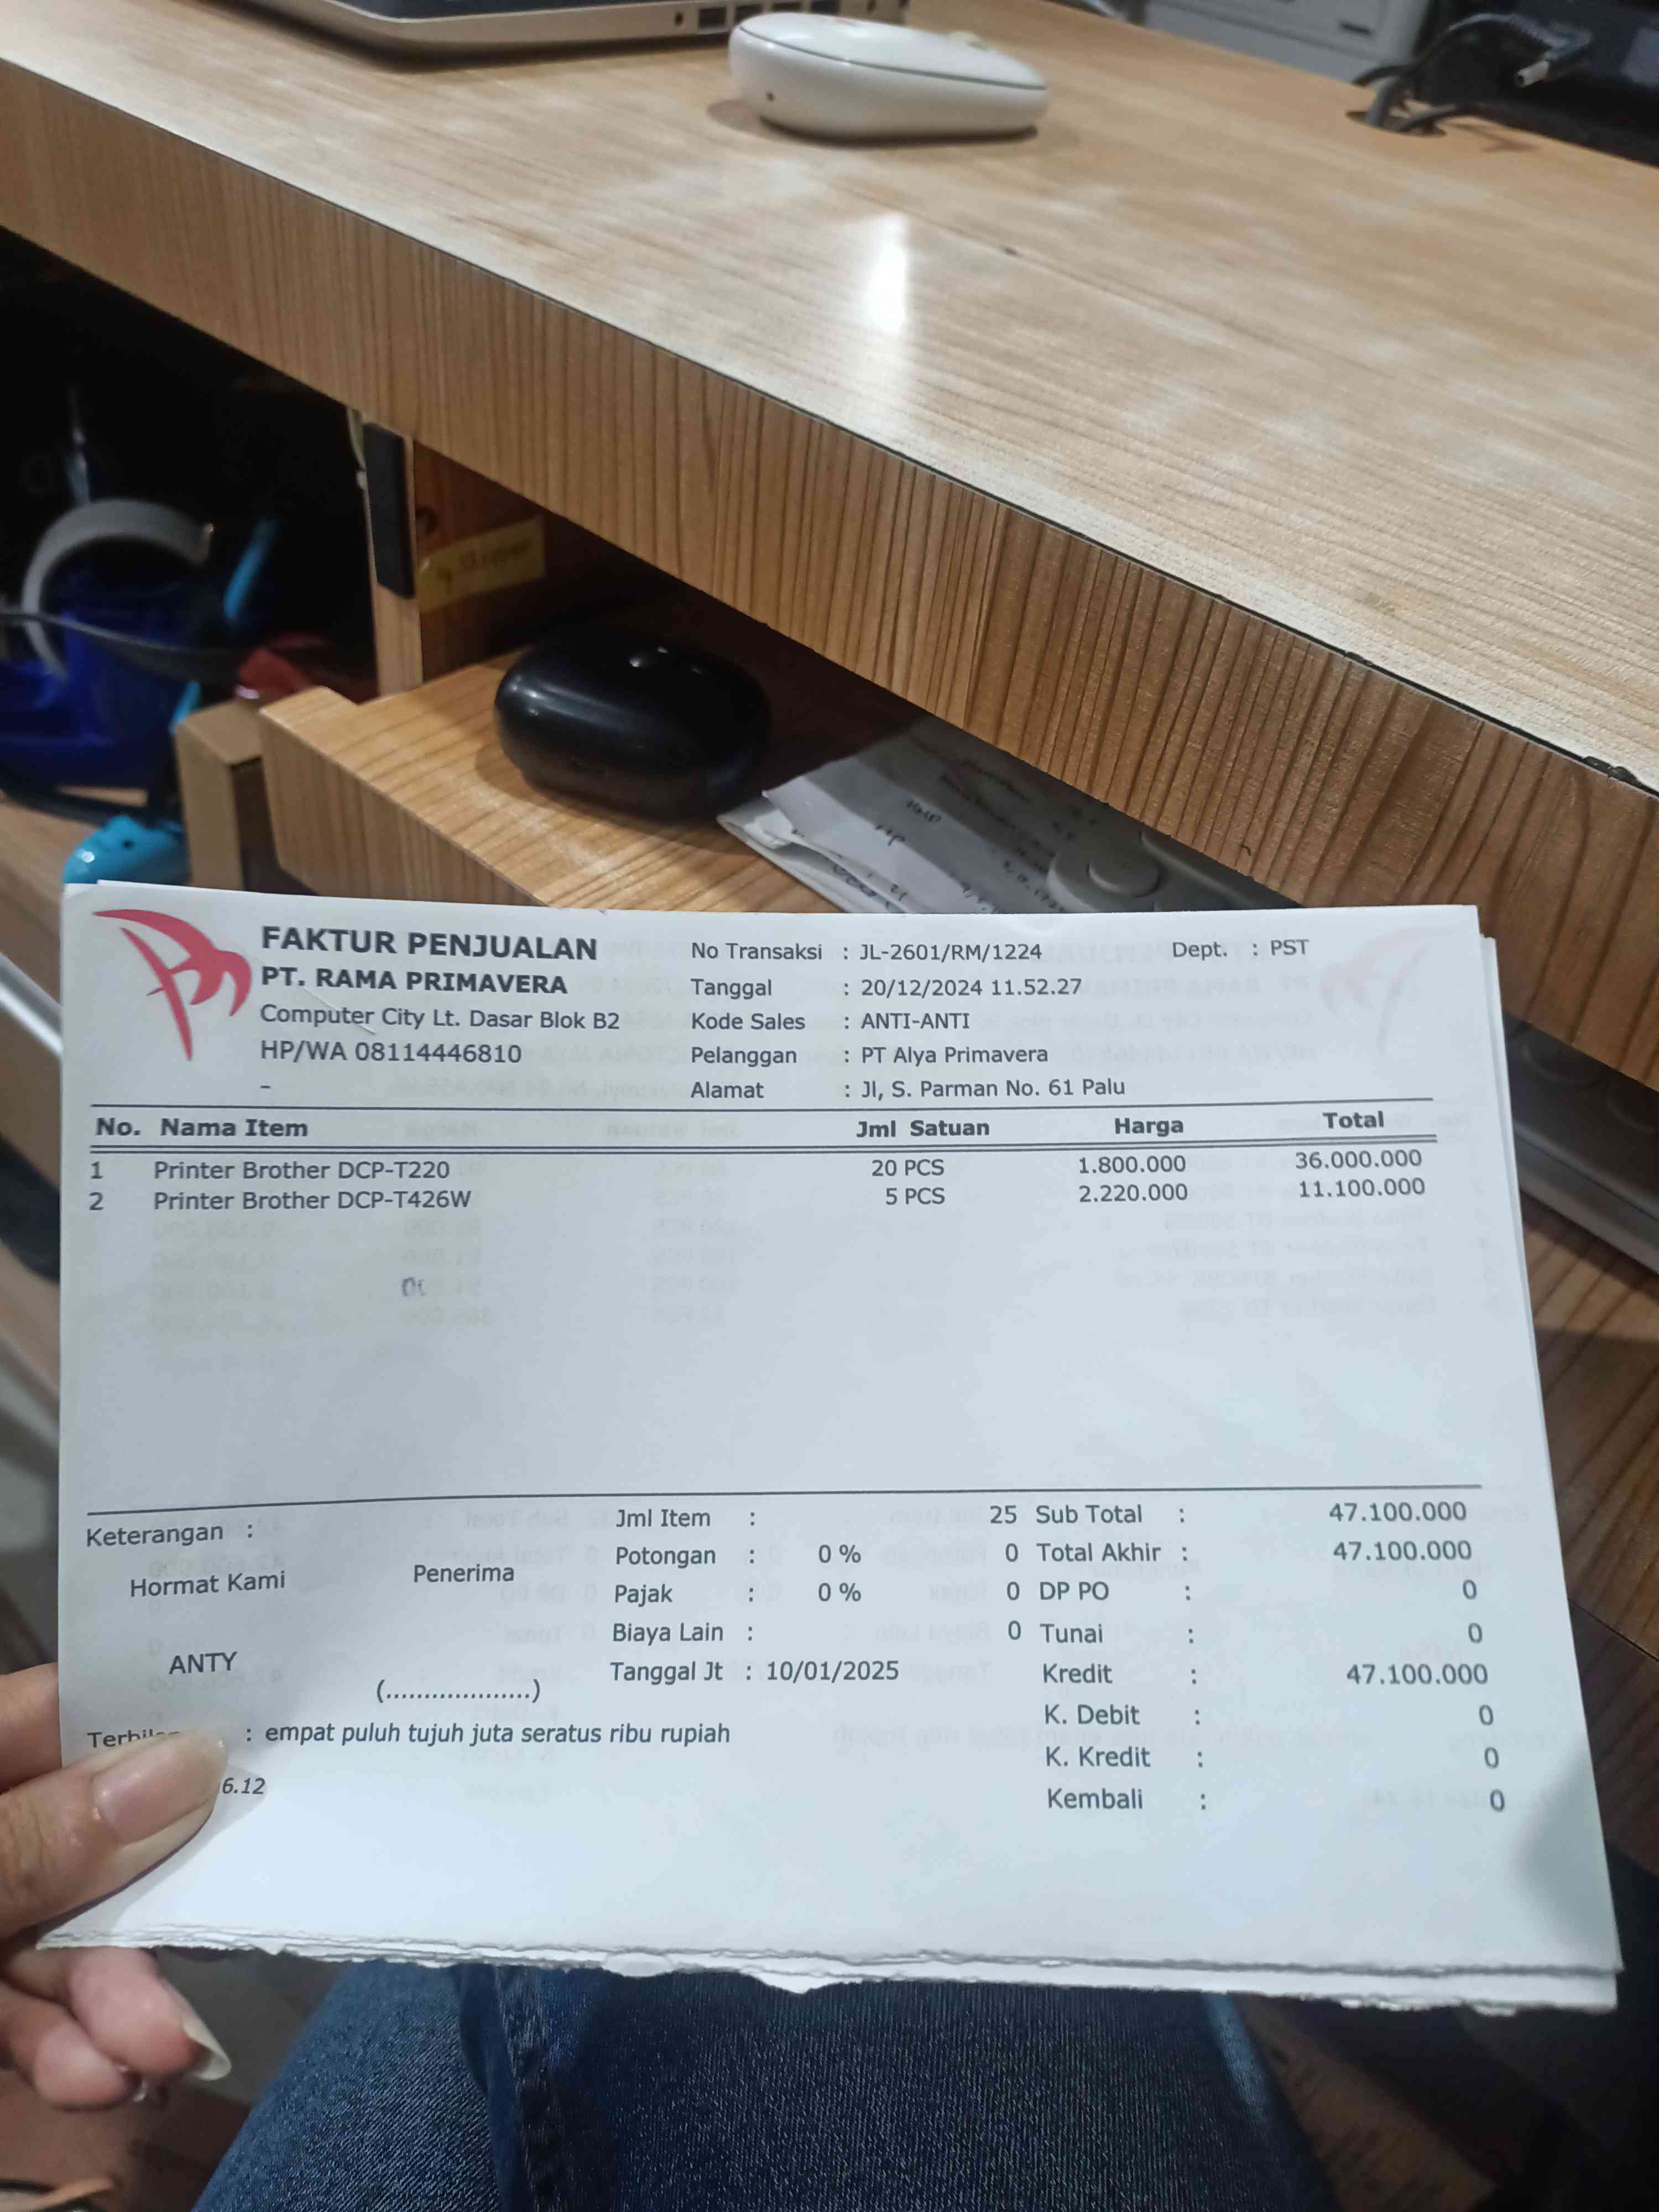 FAKTUR PENJUALAN
PT. RAMA PRIMAVERA
Computer City Lt. Dasar Blok B2
HP/WA 08114446810
-
No Transaksi : JL-2601/RM/1224 Dept. : PST
Tanggal : 20/12/2024 11.52.27
Kode Sales : ANTI-ANTI
Pelanggan : PT Alya Primavera
Alamat : Jl, S. Parman No. 61 Palu
No. Nama Item Jml Satuan Harga Total
1 Printer Brother DCP-T220 20 PCS 1.800.000 36.000.000
2 Printer Brother DCP-T426W 5 PCS 2.220.000 11.100.000
Keterangan :
Hormat Kami Penerima
ANTY
(...................)
Jml Item : 25
Potongan : 0 % 0
Pajak : 0 % 0
Biaya Lain : 0
Tanggal Jt : 10/01/2025
Sub Total : 47.100.000
Total Akhir : 47.100.000
DP PO : 0
Tunai : 0
Kredit : 47.100.000
K. Debit : 0
K. Kredit : 0
Kembali : 0
: empat puluh tujuh juta seratus ribu rupiah
6.12